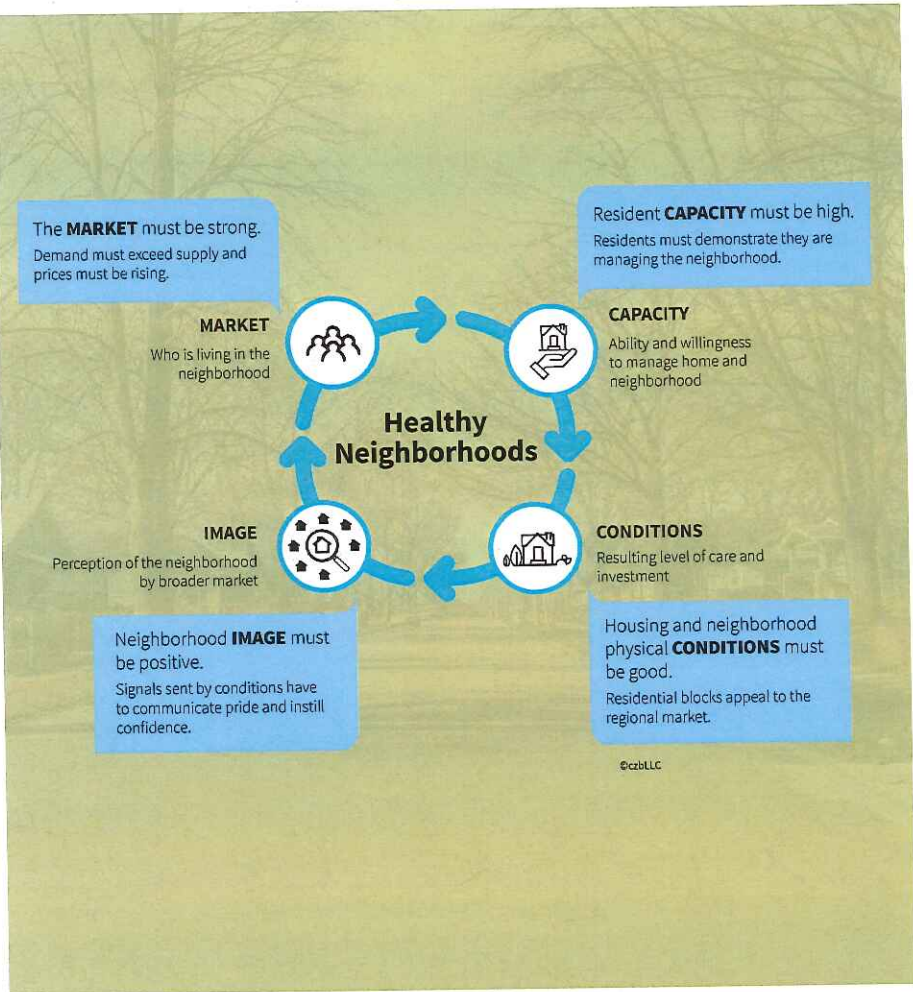 The MARKET must be strong.
Demand must exceed supply and
prices must be rising.
Resident CAPACITY must be high.
Residents must demonstrate they are
managing the neighborhood.
MARKET
Who is living in the
neighborhood
CAPACITY
Ability and willingness
to manage home and
neighborhood
Healthy
Neighborhoods
IMAGE
Perception of the neighborhood
by broader market
CONDITIONS
Resulting level of care and
investment
Neighborhood IMAGE must
be positive.
Signals sent by conditions have
to communicate pride and instill
confidence.
Housing and neighborhood
physical CONDITIONS must
be good.
Residential blocks appeal to the
regional market.
©czbLLC